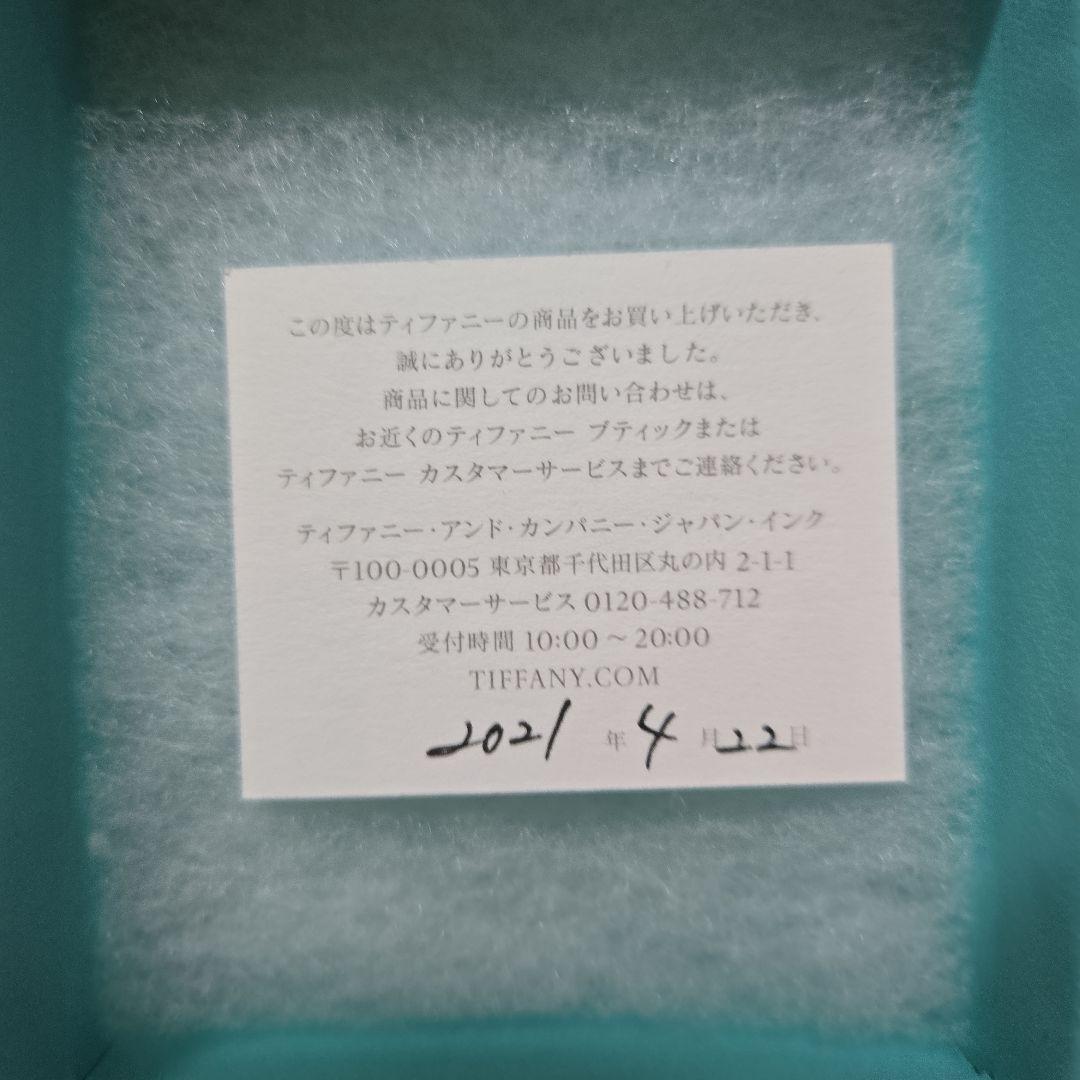 この度はティファニーの商品をお買い上げいただき、
誠にありがとうございました。
商品に関してのお問い合わせは、
お近くのティファニー ブティックまたは
ティファニー カスタマーサービスまでご連絡ください。
ティファニー・アンド・カンパニー・ジャパン・インク
〒100-0005 東京都千代田区丸の内 2-1-1
カスタマーサービス 0120-488-712
受付時間 10:00 ~ 20:00
TIFFANY.COM
2021 年 4 月 22 日